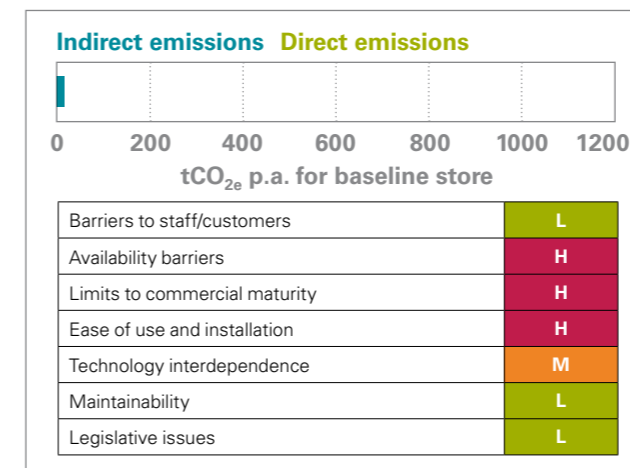 Indirect emissions Direct emissions
0 200 400 600 800 1000 1200
tCO2e p.a. for baseline store
Barriers to staff/customers L
Availability barriers H
Limits to commercial maturity H
Ease of use and installation H
Technology interdependence M
Maintainability L
Legislative issues L